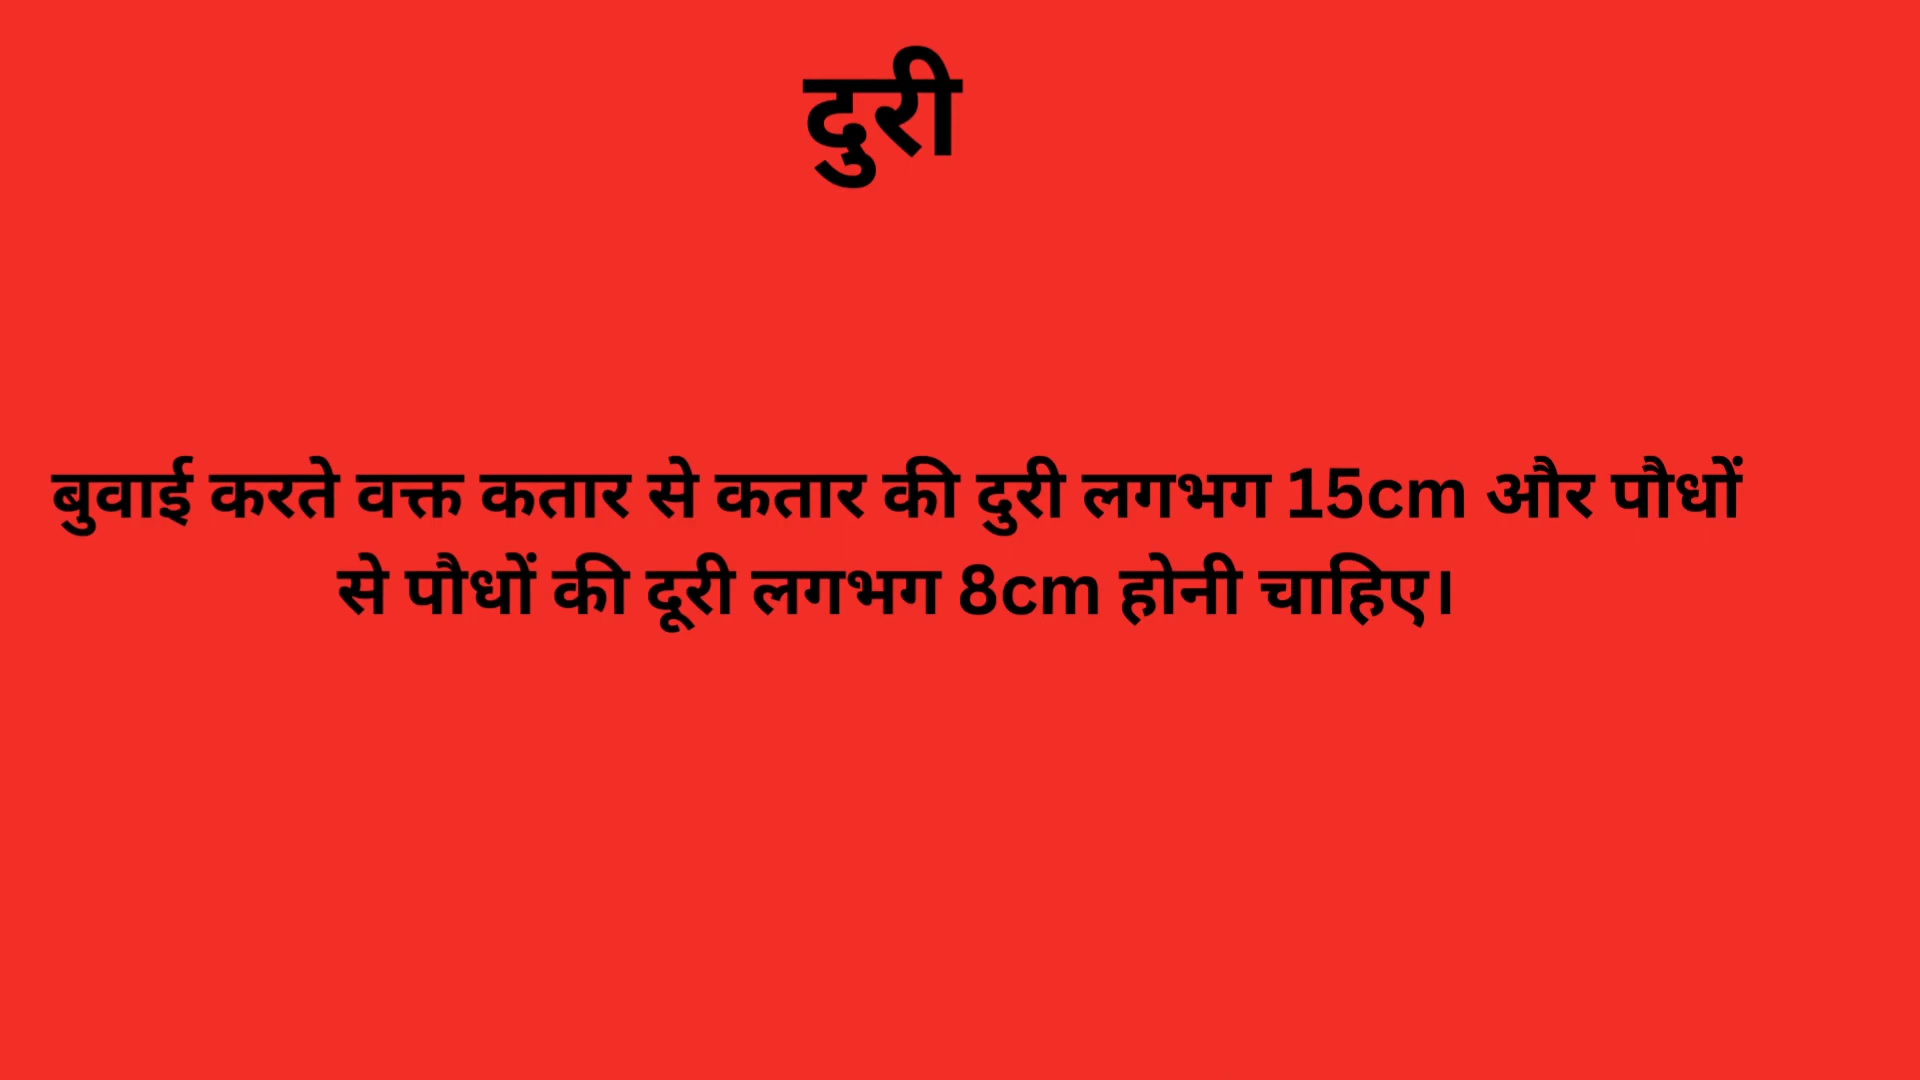 दुरी
बुवाई करते वक्त कतार से कतार की दुरी लगभग 15cm और पौधों
से पौधों की दूरी लगभग 8cm होनी चाहिए।